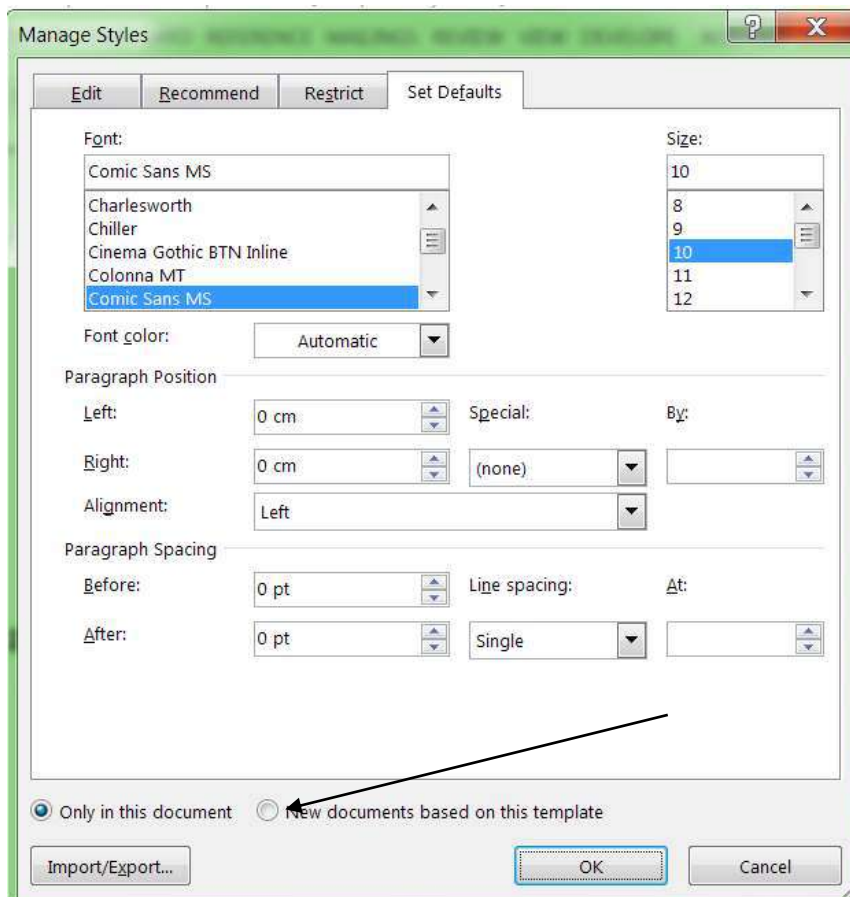 Manage Styles
Edit Recommend Restrict Set Defaults
Font: Size:
Comic Sans MS 10
Charlesworth 8
Chiller 9
Cinema Gothic BTN Inline 10
Colonna MT 11
Comic Sans MS 12
Font color: Automatic
Paragraph Position
Left: 0 cm Special: By:
Right: 0 cm (none)
Alignment: Left
Paragraph Spacing
Before: 0 pt Line spacing: At:
After: 0 pt Single
Only in this document New documents based on this template
Import/Export... OK Cancel